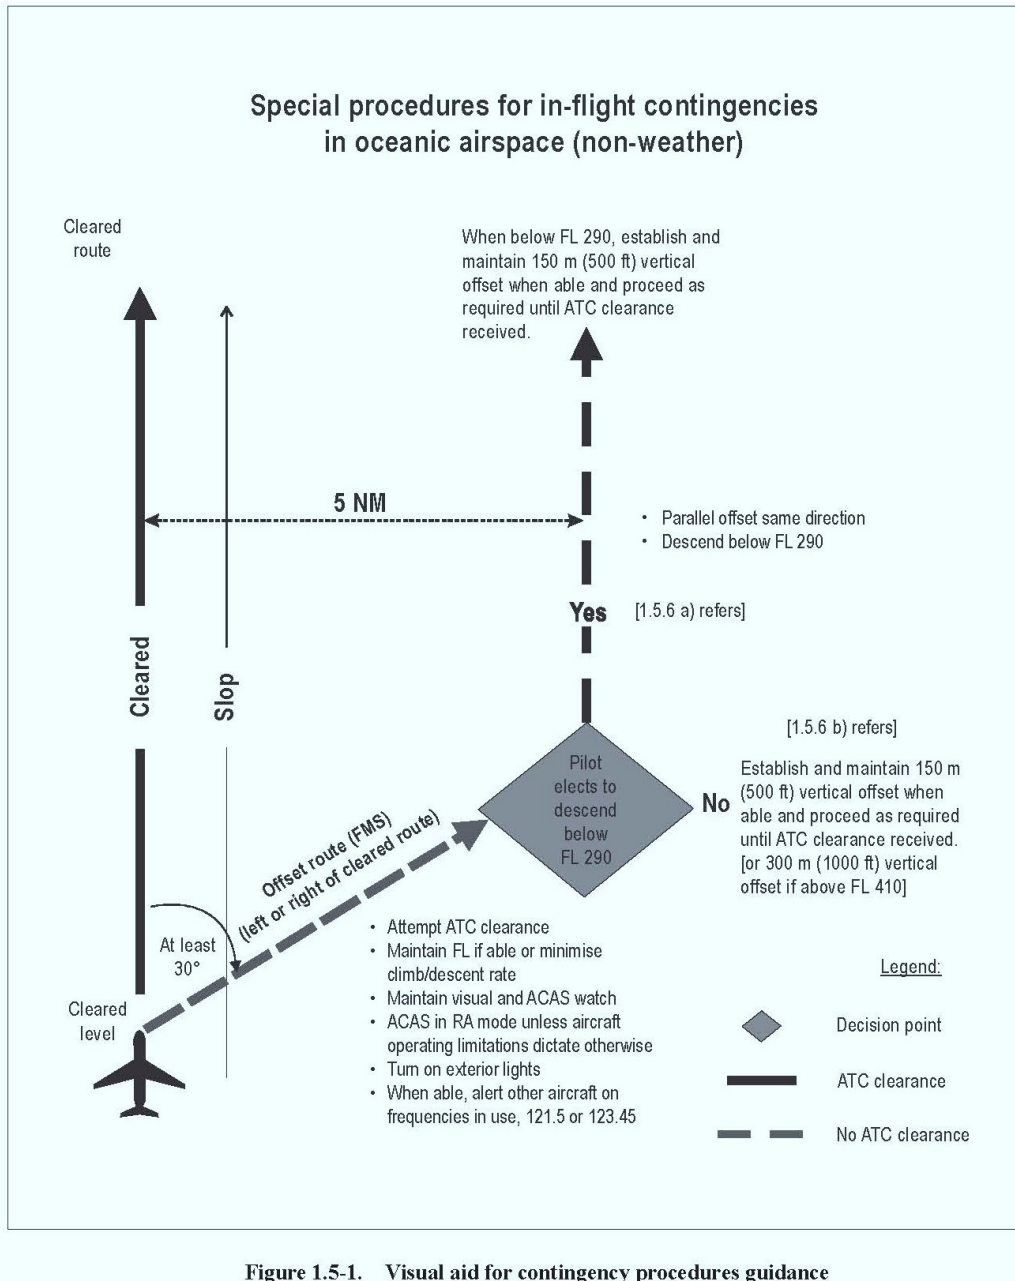 Special procedures for in-flight contingencies
in oceanic airspace (non-weather)
Cleared
route
When below FL 290, establish and
maintain 150 m (500 ft) vertical
offset when able and proceed as
required until ATC clearance
received.
5 NM
• Parallel offset same direction
• Descend below FL 290
Yes
[1.5.6 a) refers]
Cleared
Slop
[1.5.6 b) refers]
Pilot
elects to
descend
below
FL 290
No
Establish and maintain 150 m
(500 ft) vertical offset when
able and proceed as required
until ATC clearance received.
[or 300 m (1000 ft) vertical
offset if above FL 410]
Offset route (FMS)
(left or right of cleared route)
At least
30°
• Attempt ATC clearance
• Maintain FL if able or minimise
climb/descent rate
• Maintain visual and ACAS watch
• ACAS in RA mode unless aircraft
operating limitations dictate otherwise
• Turn on exterior lights
• When able, alert other aircraft on
frequencies in use, 121.5 or 123.45
Cleared
level
Legend:
Decision point
ATC clearance
No ATC clearance
Figure 1.5-1. Visual aid for contingency procedures guidance